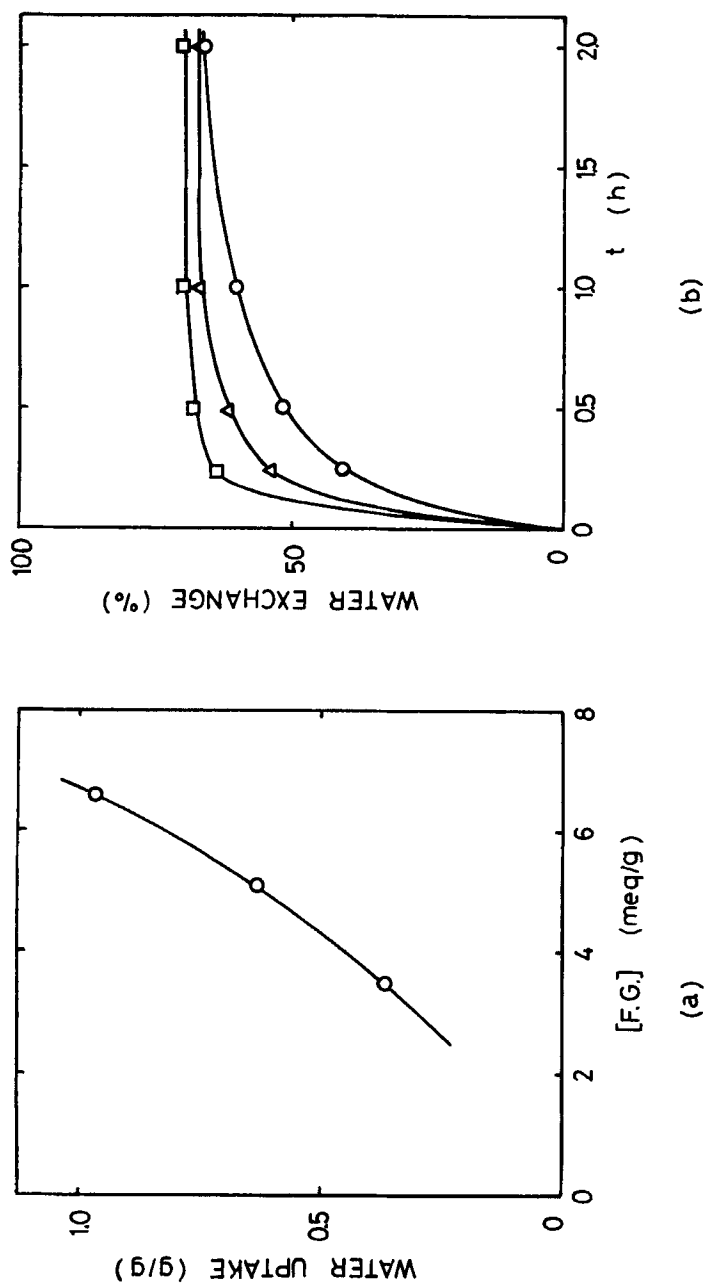 WATER UPTAKE (g/g)
1.0
0.5
0
0 2 4 6 8
[F.G.] (meq/g)
(a)
WATER EXCHANGE (%)
100
50
0
0 0.5 1.0 1.5 2.0
t (h)
(b)